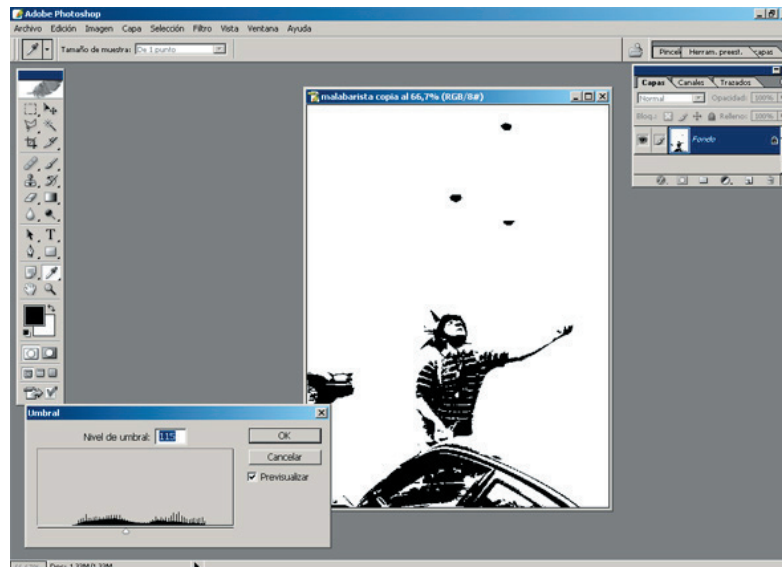 Adobe Photoshop
Archivo Edición Imagen Capa Selección Filtro Vista Ventana Ayuda
Tamaño de muestra: De 1 punto
Pincel Herram. preest.
malabarista copia al 66,7% (RGB/8#)
Capas Canales Trazados
Normal Opacidad: 100%
Bloq.: Relleno: 100%
Fondo
T
Umbral
Nivel de umbral: 115
OK
Cancelar
Previsualizar